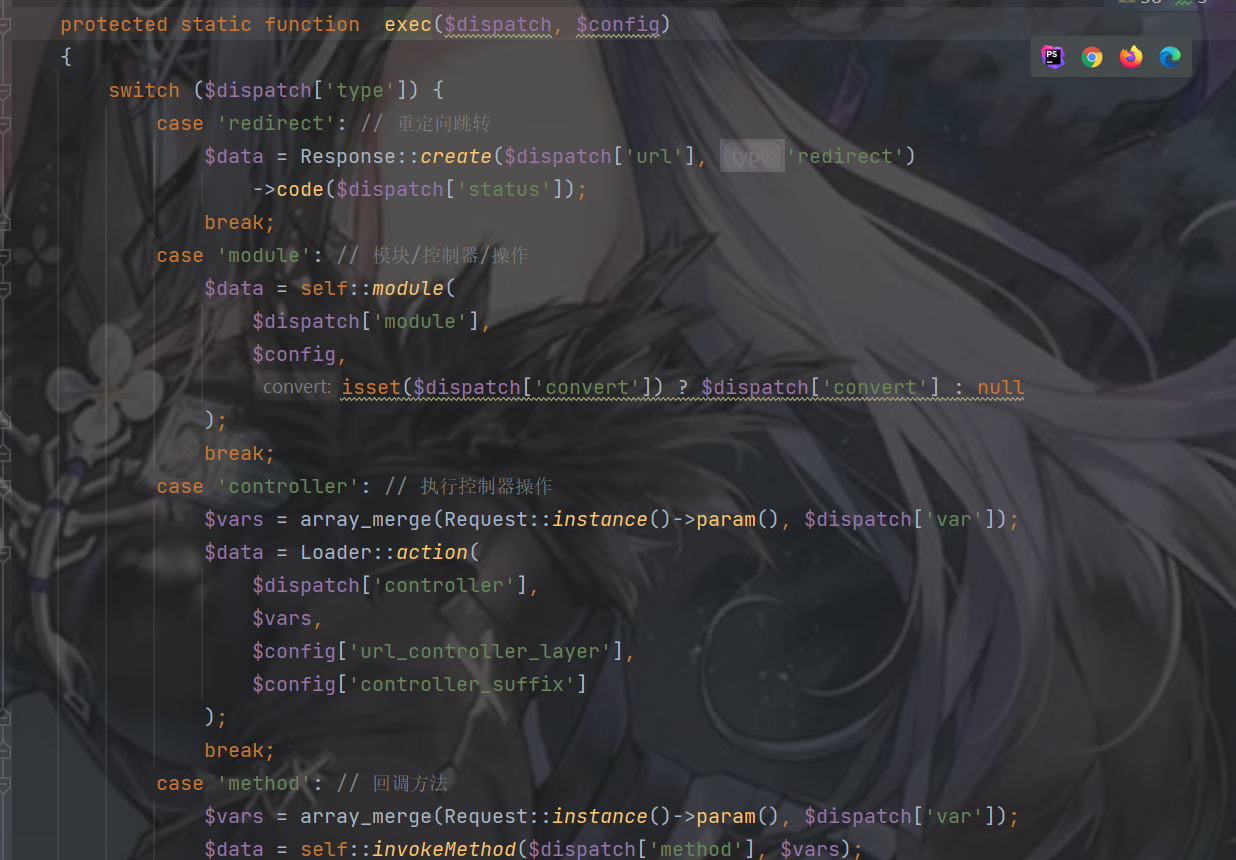 protected static function exec($dispatch, $config)
{
PS
switch ($dispatch['type']) {
case 'redirect': // 重定向跳转
$data = Response::create($dispatch['url'], type: 'redirect')
->code($dispatch['status']);
break;
case 'module': // 模块/控制器/操作
$data = self::module(
$dispatch['module'],
$config,
convert: isset($dispatch['convert']) ? $dispatch['convert'] : null
);
break;
case 'controller': // 执行控制器操作
$vars = array_merge(Request::instance()->param(), $dispatch['var']);
$data = Loader::action(
$dispatch['controller'],
$vars,
$config['url_controller_layer'],
$config['controller_suffix']
);
break;
case 'method': // 回调方法
$vars = array_merge(Request::instance()->param(), $dispatch['var']);
$data = self::invokeMethod($dispatch['method'], $vars);